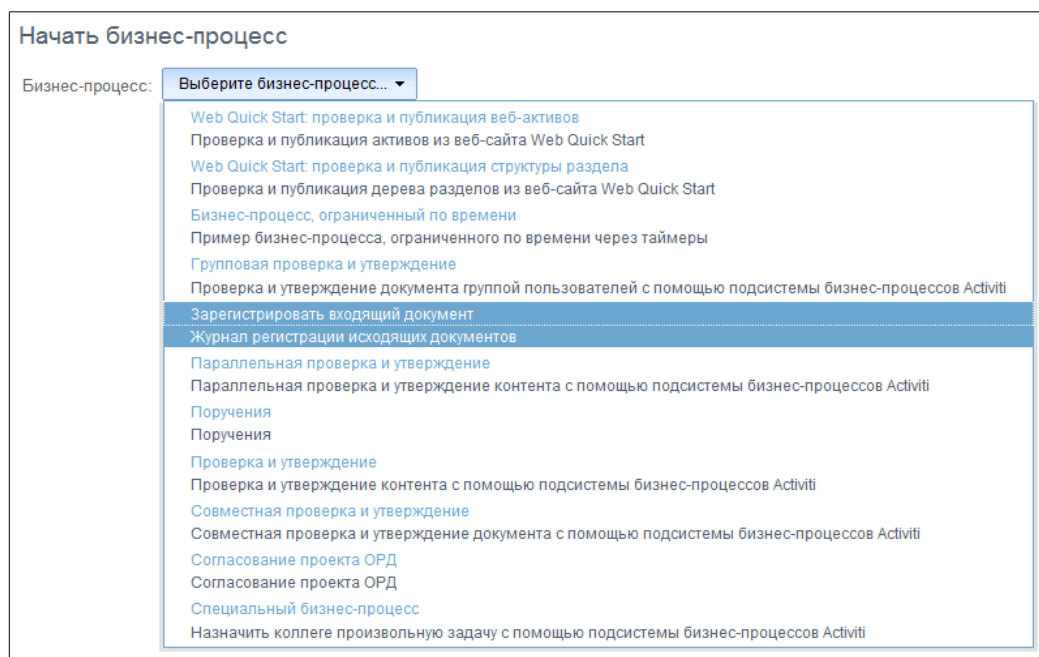 Начать бизнес-процесс
Бизнес-процесс: Выберите бизнес-процесс...
Web Quick Start: проверка и публикация веб-активов
Проверка и публикация активов из веб-сайта Web Quick Start
Web Quick Start: проверка и публикация структуры раздела
Проверка и публикация дерева разделов из веб-сайта Web Quick Start
Бизнес-процесс, ограниченный по времени
Пример бизнес-процесса, ограниченного по времени через таймеры
Групповая проверка и утверждение
Проверка и утверждение документа группой пользователей с помощью подсистемы бизнес-процессов Activiti
Зарегистрировать входящий документ
Журнал регистрации исходящих документов
Параллельная проверка и утверждение
Параллельная проверка и утверждение контента с помощью подсистемы бизнес-процессов Activiti
Поручения
Поручения
Проверка и утверждение
Проверка и утверждение контента с помощью подсистемы бизнес-процессов Activiti
Совместная проверка и утверждение
Совместная проверка и утверждение документа с помощью подсистемы бизнес-процессов Activiti
Согласование проекта ОРД
Согласование проекта ОРД
Специальный бизнес-процесс
Назначить коллеге произвольную задачу с помощью подсистемы бизнес-процессов Activiti